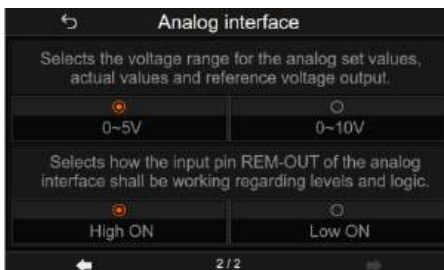 Analog interface
Selects the voltage range for the analog set values,
actual values and reference voltage output.
0~5V 0~10V
Selects how the input pin REM-OUT of the analog
interface shall be working regarding levels and logic.
High ON Low ON
2/2